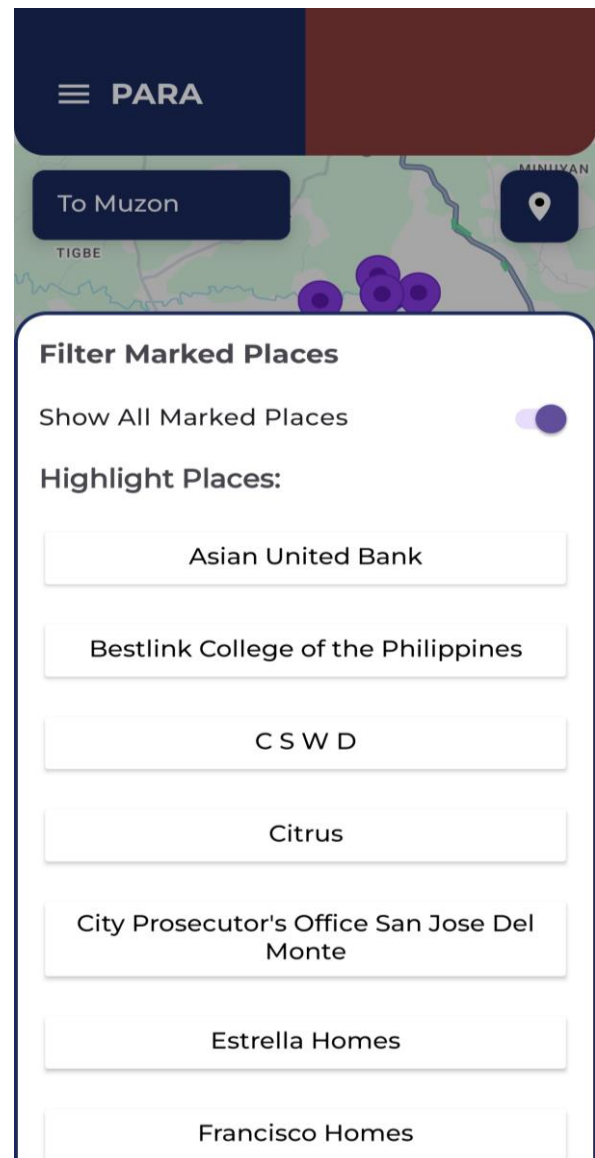 PARA
MINUYAN
To Muzon
TIGBE
Filter Marked Places
Show All Marked Places
Highlight Places:
Asian United Bank
Bestlink College of the Philippines
C S W D
Citrus
City Prosecutor's Office San Jose Del
Monte
Estrella Homes
Francisco Homes